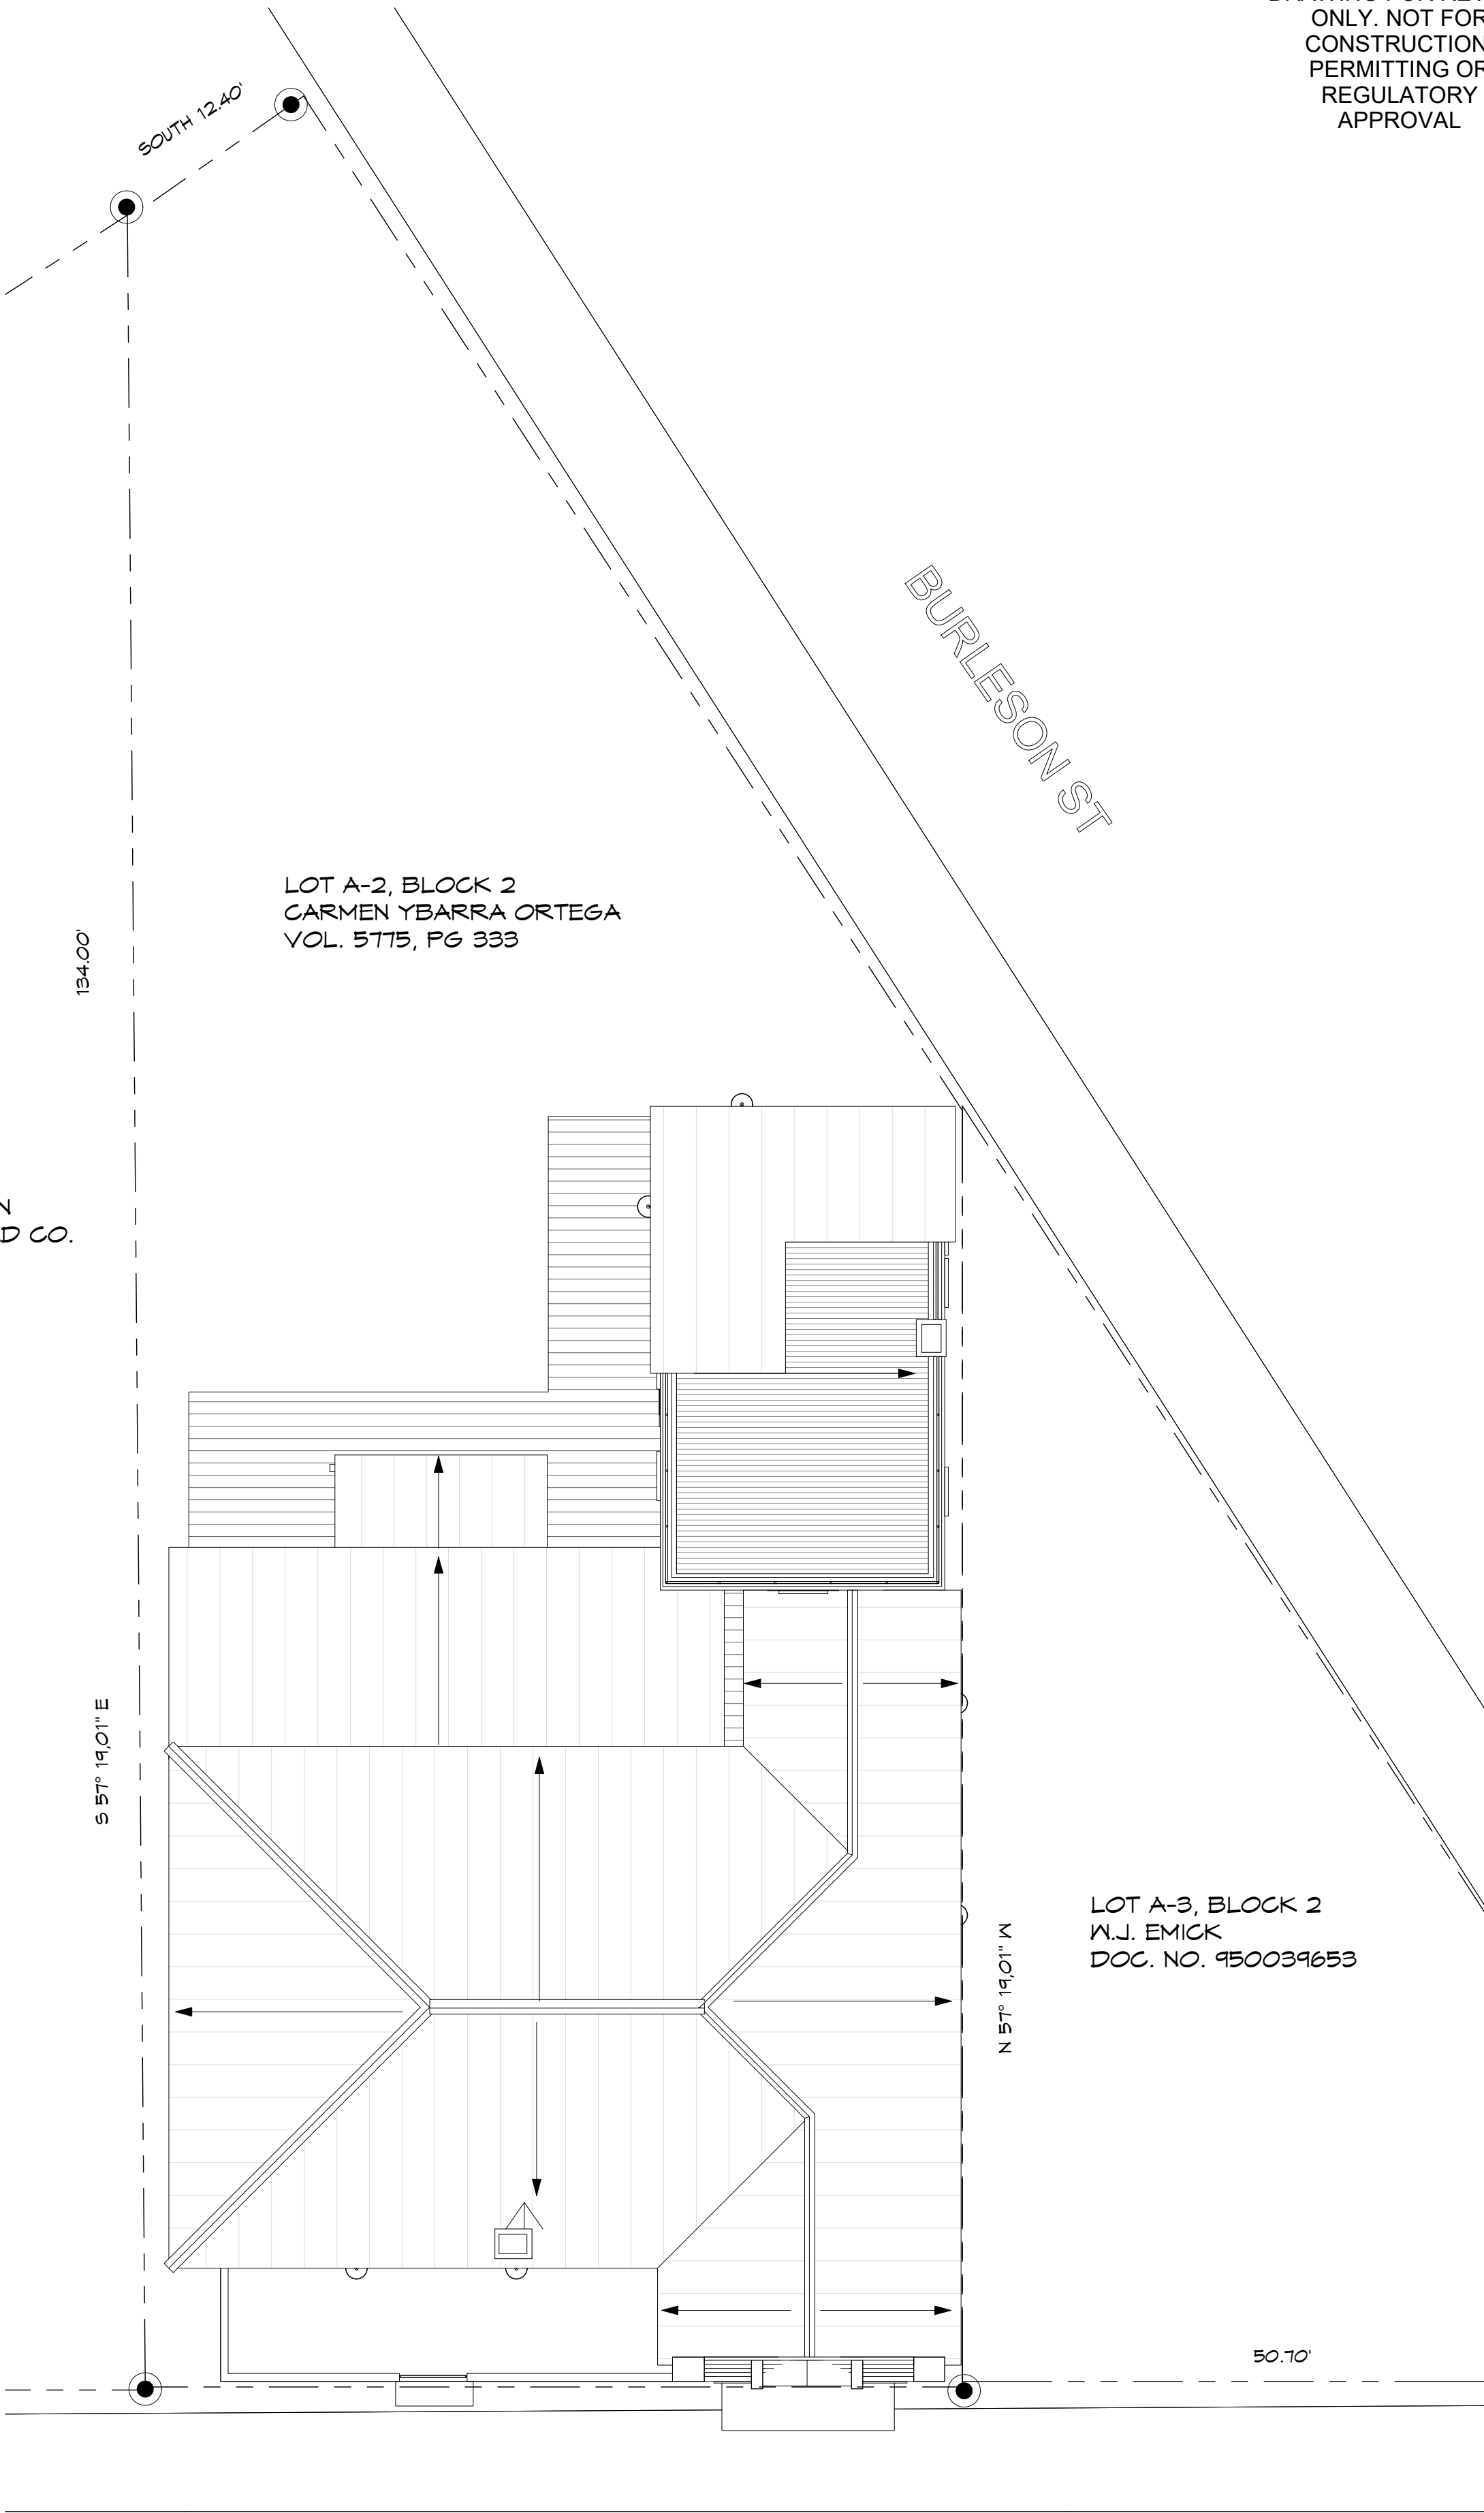 ONLY. NOT FOR
CONSTRUCTION
PERMITTING OR
REGULATORY
APPROVAL
SOUTH 12.40'
BURLESON ST
LOT A-2, BLOCK 2
CARMEN YBARRA ORTEGA
VOL. 5775, PG 333
134.00'
D CO.
S 57° 19,01" E
N 57° 19,01" W
LOT A-3, BLOCK 2
W.J. EMICK
DOC. NO. 950039653
50.70'